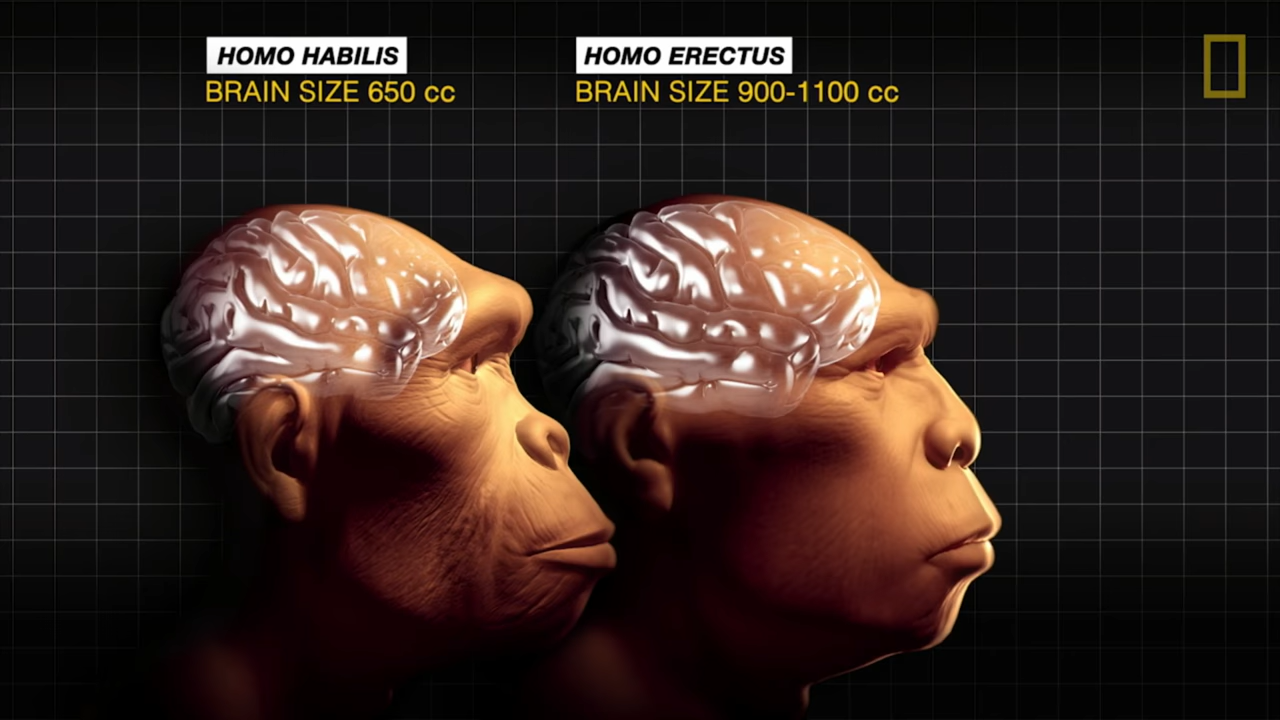 HOMO HABILIS
BRAIN SIZE 650 cc
HOMO ERECTUS
BRAIN SIZE 900-1100 cc